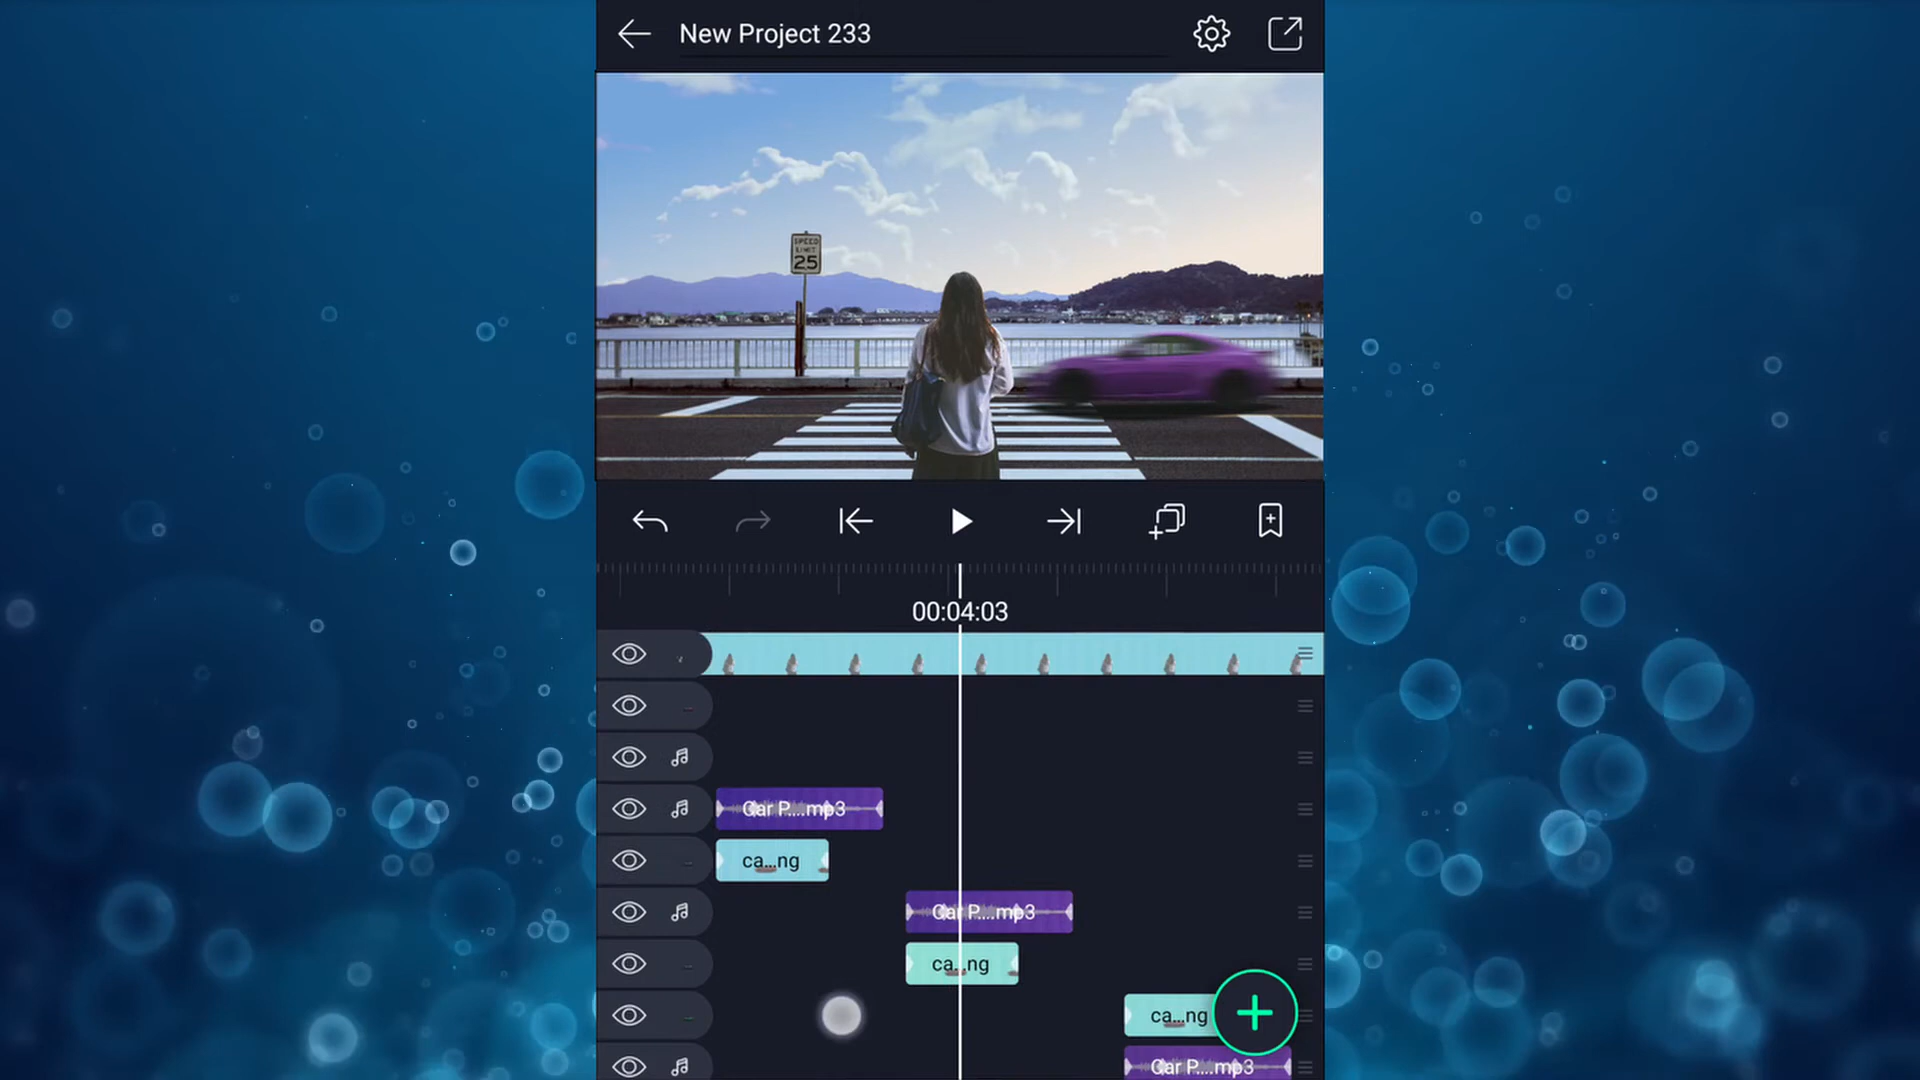 New Project 233
SPEED
LIMIT
25
00:04:03
Car P....mp3
ca...ng
Car P....mp3
ca...ng
ca...ng
Car P....mp3